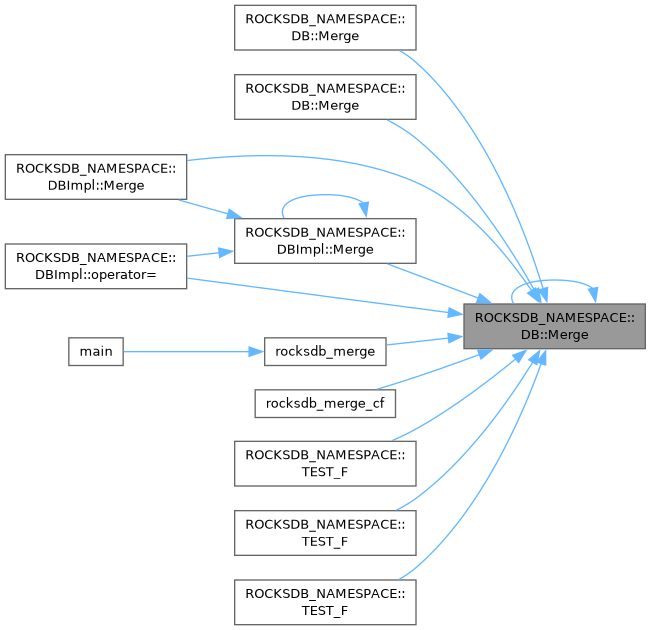 ROCKSDB_NAMESPACE::
DB::Merge
ROCKSDB_NAMESPACE::
DB::Merge
ROCKSDB_NAMESPACE::
DBImpl::Merge
ROCKSDB_NAMESPACE::
DBImpl::Merge
ROCKSDB_NAMESPACE::
DBImpl::operator=
ROCKSDB_NAMESPACE::
DB::Merge
main
rocksdb_merge
rocksdb_merge_cf
ROCKSDB_NAMESPACE::
TEST_F
ROCKSDB_NAMESPACE::
TEST_F
ROCKSDB_NAMESPACE::
TEST_F